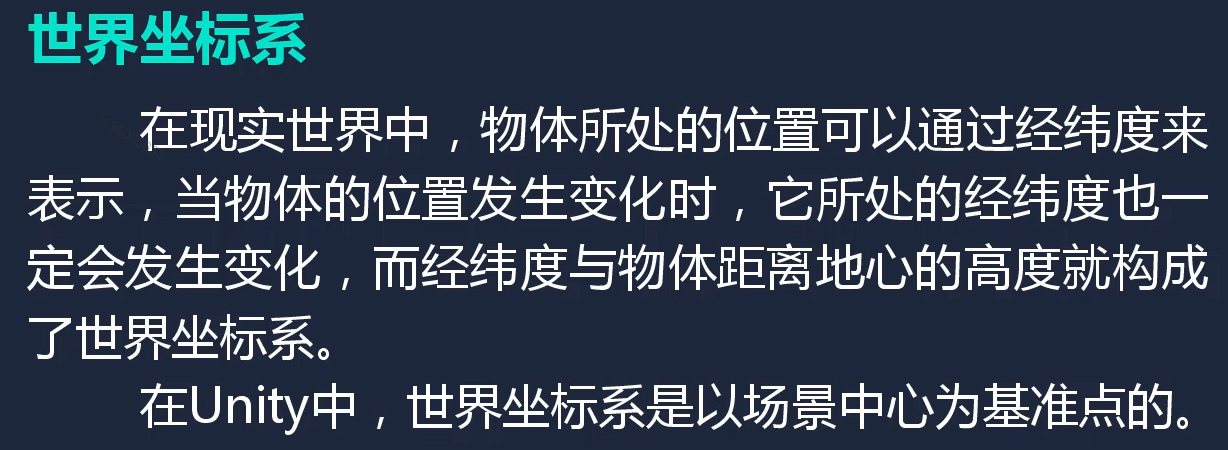 世界坐标系
在现实世界中，物体所处的位置可以通过经纬度来
表示，当物体的位置发生变化时，它所处的经纬度也一
定会发生变化，而经纬度与物体距离地心的高度就构成
了世界坐标系。
在Unity中，世界坐标系是以场景中心为基准点的。